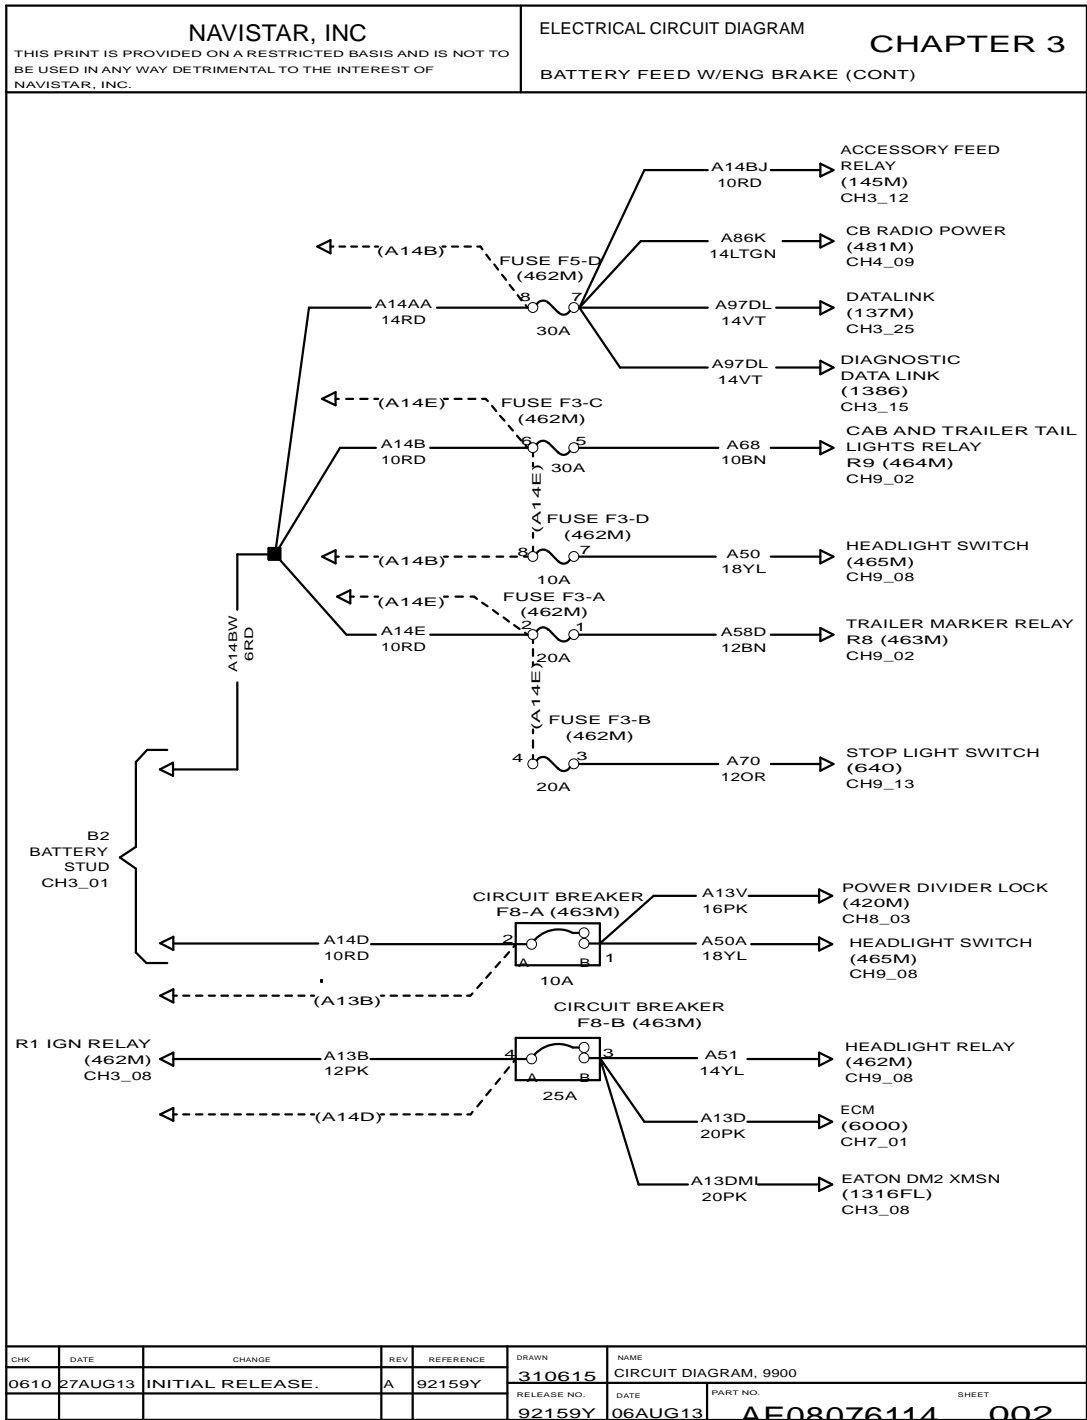 NAVISTAR, INC
THIS PRINT IS PROVIDED ON A RESTRICTED BASIS AND IS NOT TO
BE USED IN ANY WAY DETRIMENTAL TO THE INTEREST OF
NAVISTAR, INC.
ELECTRICAL CIRCUIT DIAGRAM
CHAPTER 3
BATTERY FEED W/ENG BRAKE (CONT)
A14BJ
10RD
ACCESSORY FEED
RELAY
(145M)
CH3_12
(A14B)
FUSE F5-D
(462M)
A86K
14LTGN
CB RADIO POWER
(481M)
CH4_09
A14AA
14RD
8
7
30A
A97DL
14VT
DATALINK
(137M)
CH3_25
A97DL
14VT
DIAGNOSTIC
DATA LINK
(1386)
CH3_15
(A14E)
FUSE F3-C
(462M)
A14B
10RD
6
5
30A
A68
10BN
CAB AND TRAILER TAIL
LIGHTS RELAY
R9 (464M)
CH9_02
(A14E)
FUSE F3-D
(462M)
(A14B)
8
7
10A
A50
18YL
HEADLIGHT SWITCH
(465M)
CH9_08
(A14E)
FUSE F3-A
(462M)
A14E
10RD
2
1
20A
A58D
12BN
TRAILER MARKER RELAY
R8 (463M)
CH9_02
A14BW
6RD
(A14E)
FUSE F3-B
(462M)
4
3
20A
A70
12OR
STOP LIGHT SWITCH
(640)
CH9_13
B2
BATTERY
STUD
CH3_01
CIRCUIT BREAKER
F8-A (463M)
A14D
10RD
2
A
B
1
10A
A13V
16PK
POWER DIVIDER LOCK
(420M)
CH8_03
A50A
18YL
HEADLIGHT SWITCH
(465M)
CH9_08
(A13B)
CIRCUIT BREAKER
F8-B (463M)
R1 IGN RELAY
(462M)
CH3_08
A13B
12PK
4
A
B
3
25A
A51
14YL
HEADLIGHT RELAY
(462M)
CH9_08
(A14D)
A13D
20PK
ECM
(6000)
CH7_01
A13DML
20PK
EATON DM2 XMSN
(1316FL)
CH3_08
CHK DATE CHANGE REV REFERENCE
0610 27AUG13 INITIAL RELEASE. A 92159Y
DRAWN
310615
NAME
CIRCUIT DIAGRAM, 9900
RELEASE NO.
92159Y
DATE
06AUG13
PART NO.
AF08076114
SHEET
002